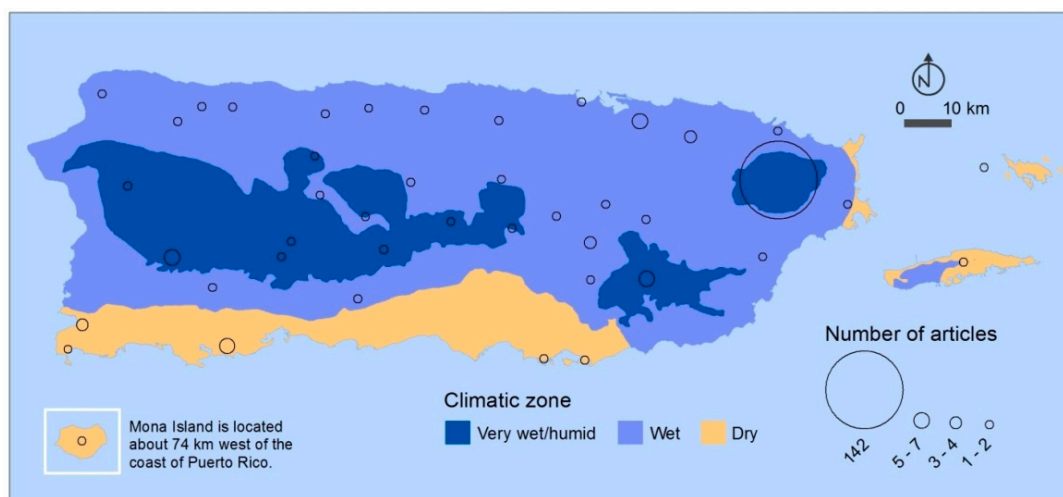 N
0 10 km
Number of articles
142
5 - 7
3 - 4
1 - 2
Climatic zone
Very wet/humid Wet Dry
Mona Island is located
about 74 km west of the
coast of Puerto Rico.